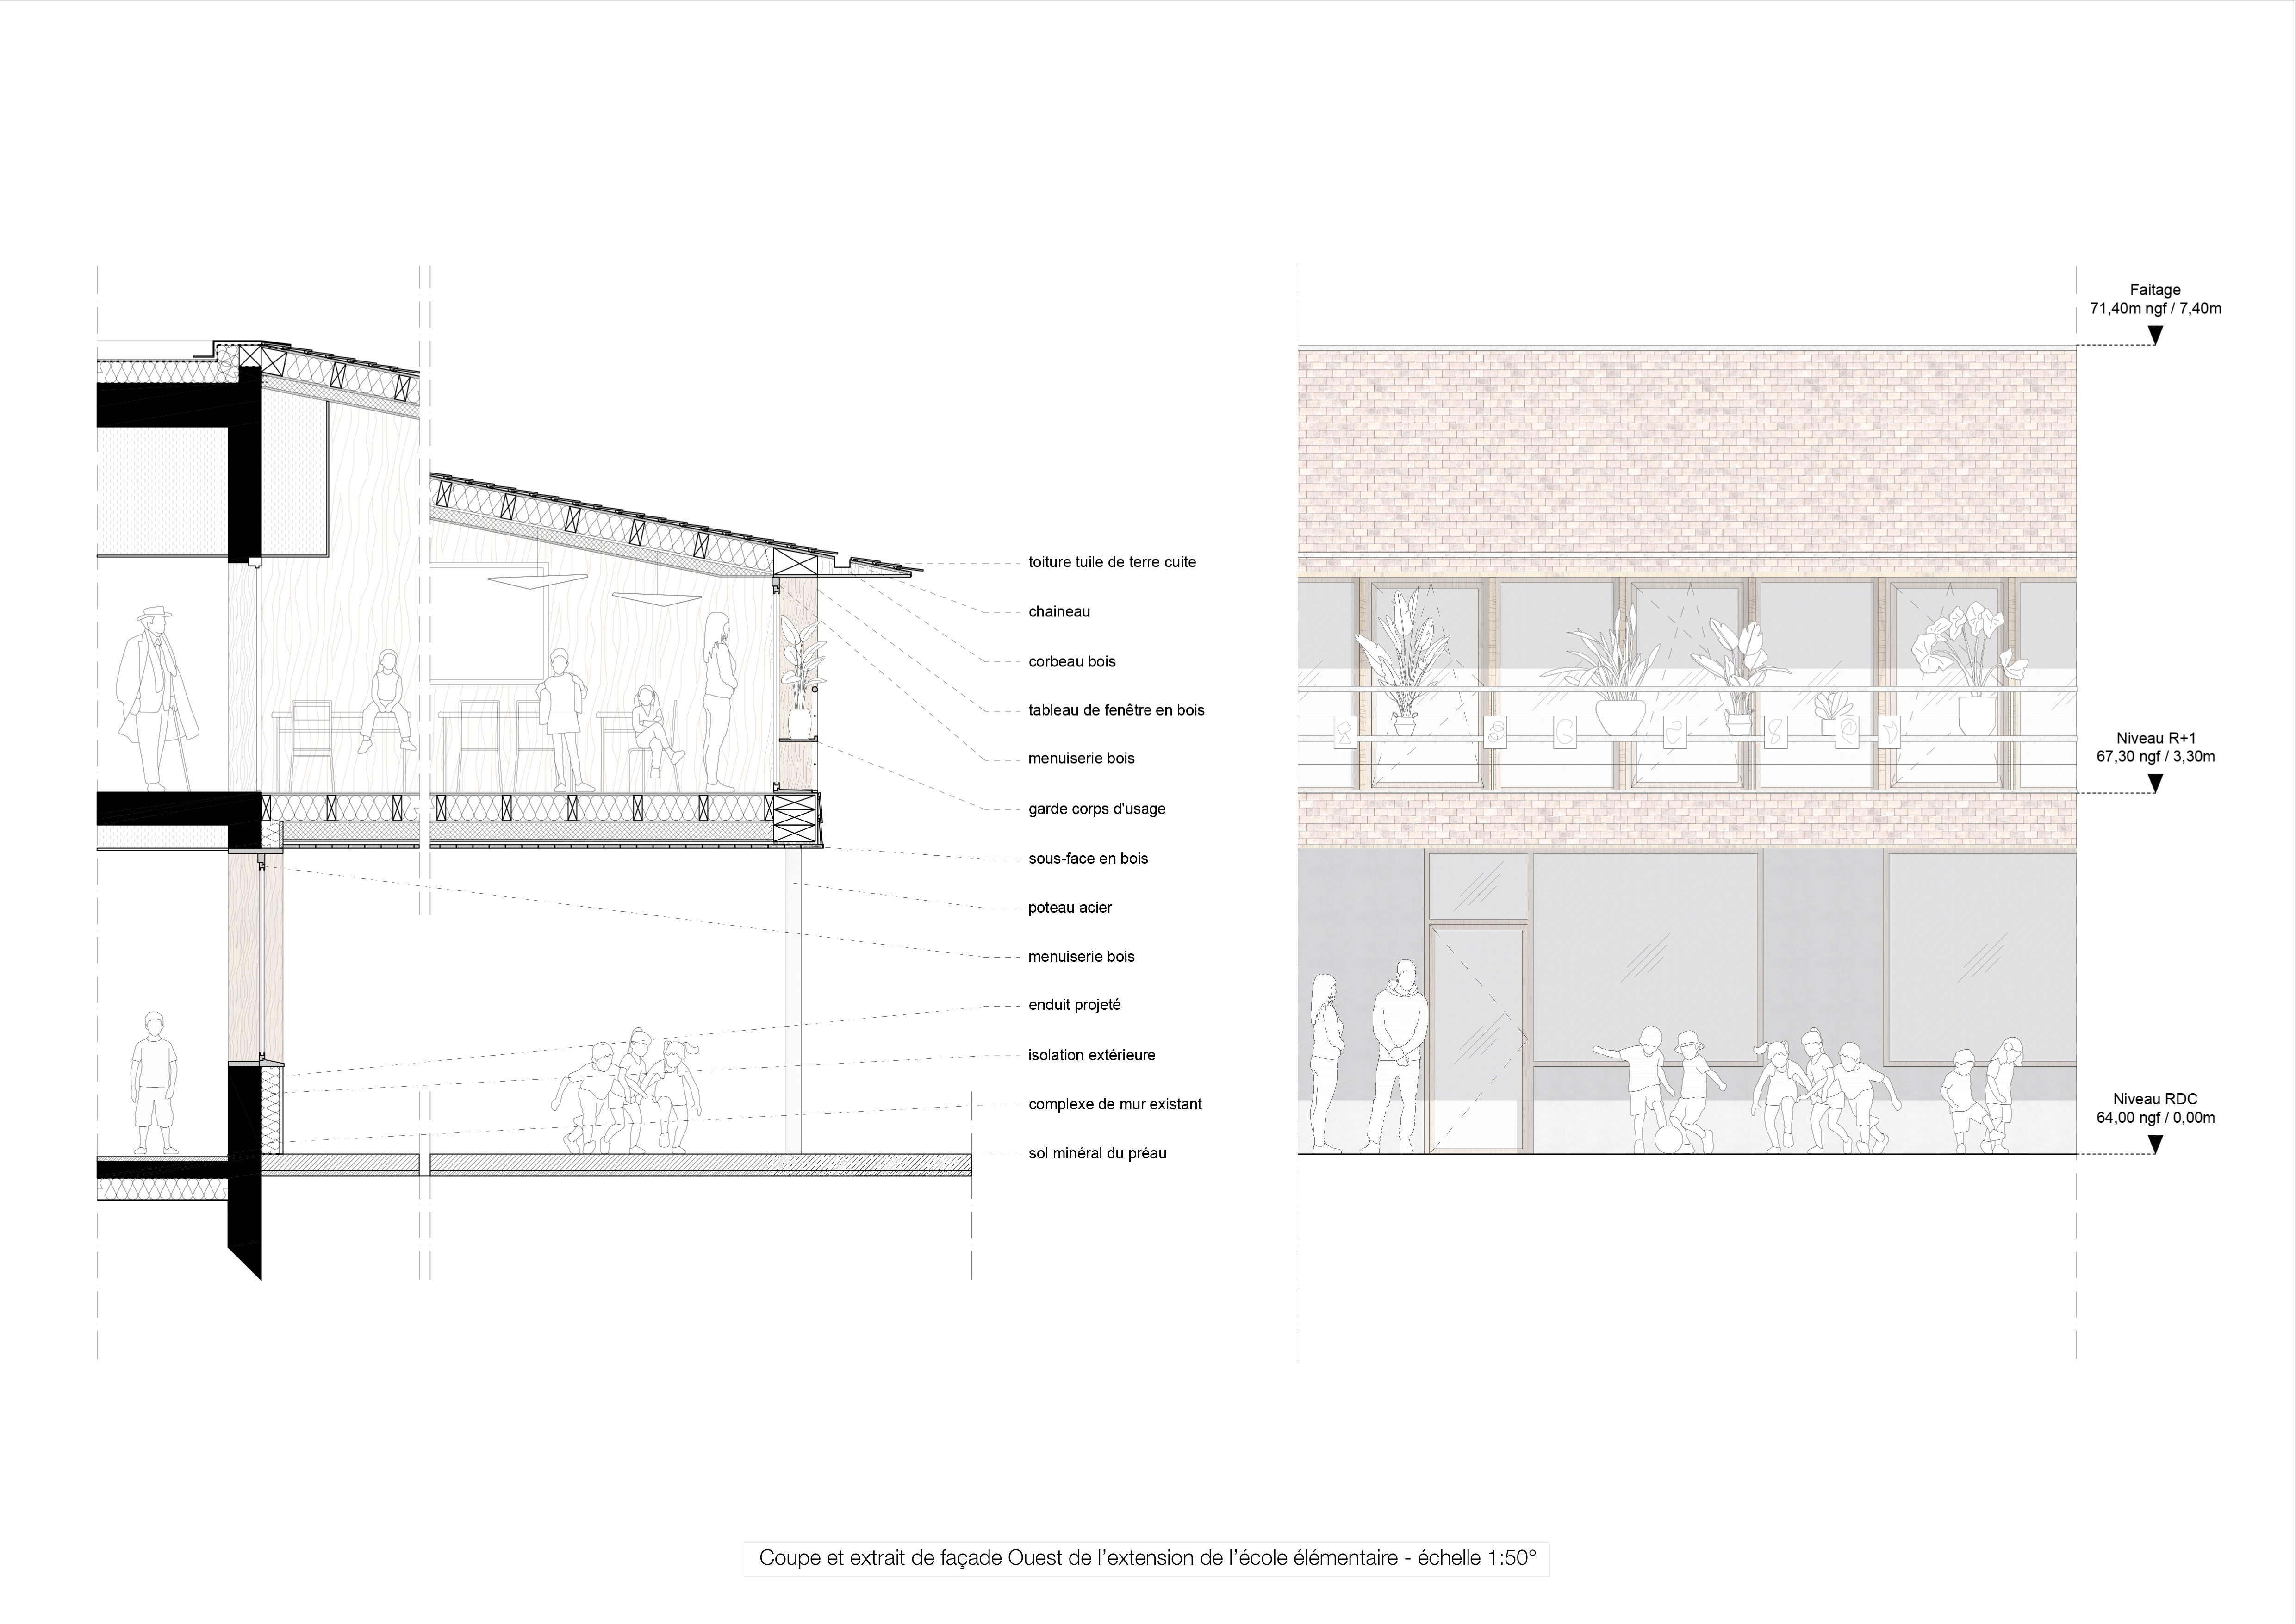 Faitage
71,40m ngf / 7,40m
toiture tuile de terre cuite
chaineau
corbeau bois
tableau de fenêtre en bois
menuiserie bois
garde corps d'usage
sous-face en bois
poteau acier
menuiserie bois
enduit projeté
isolation extérieure
complexe de mur existant
sol minéral du préau
Niveau R+1
67,30 ngf / 3,30m
Niveau RDC
64,00 ngf / 0,00m
Coupe et extrait de façade Ouest de l'extension de l'école élémentaire - échelle 1:50°